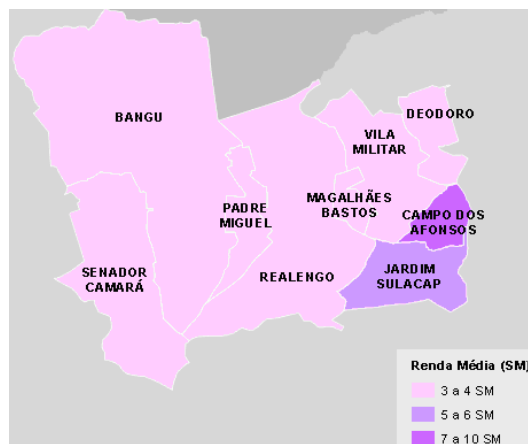 BANGU
DEODORO
VILA
MILITAR
PADRE
MIGUEL
MAGALHÃES
BASTOS
CAMPO DOS
AFONSOS
SENADOR
CAMARÁ
REALENGO
JARDIM
SULACAP
Renda Média (SM)
3 a 4 SM
5 a 6 SM
7 a 10 SM